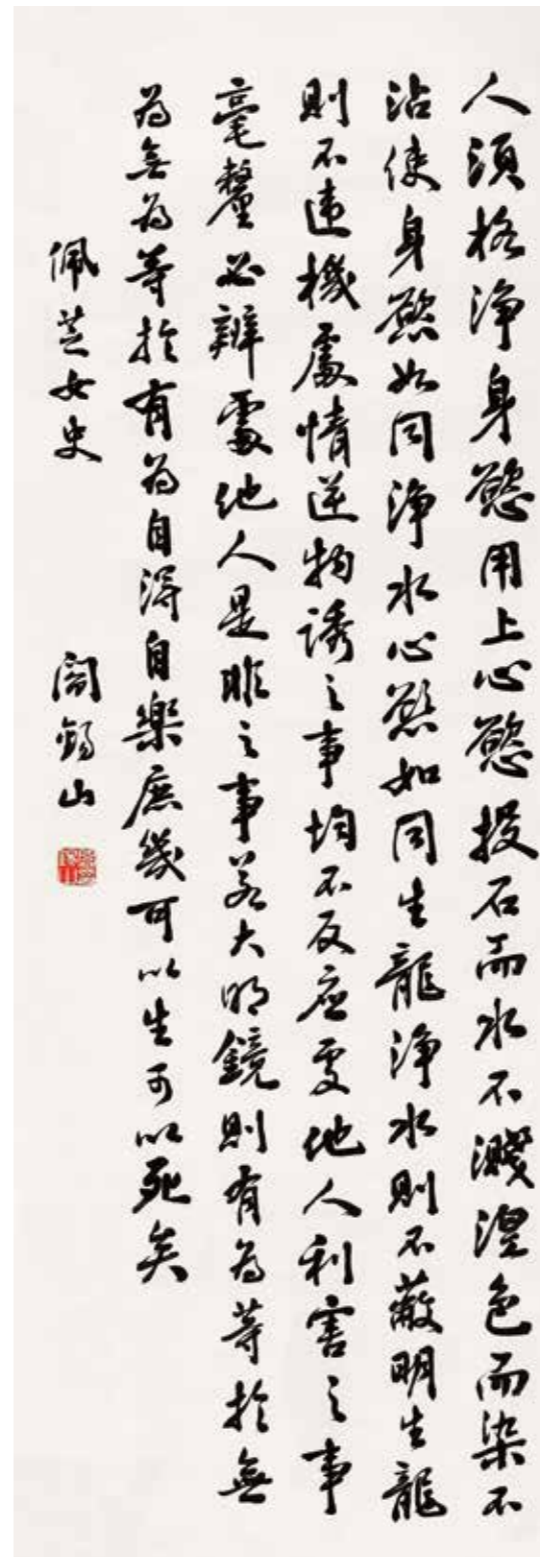 人須格淨身慾用上心慾投石而水不濺涅色而染不
沾使身慾如同淨水心慾如同生龍淨水則不蔽明生龍
則不違機處情逆物誘之事均不反應處他人利害之事
毫釐必辯處他人是非之事若大明鏡則有為等於無
為無為等於有為自得自樂庶幾可以生可以死矣
佩芝女史
閻錫山